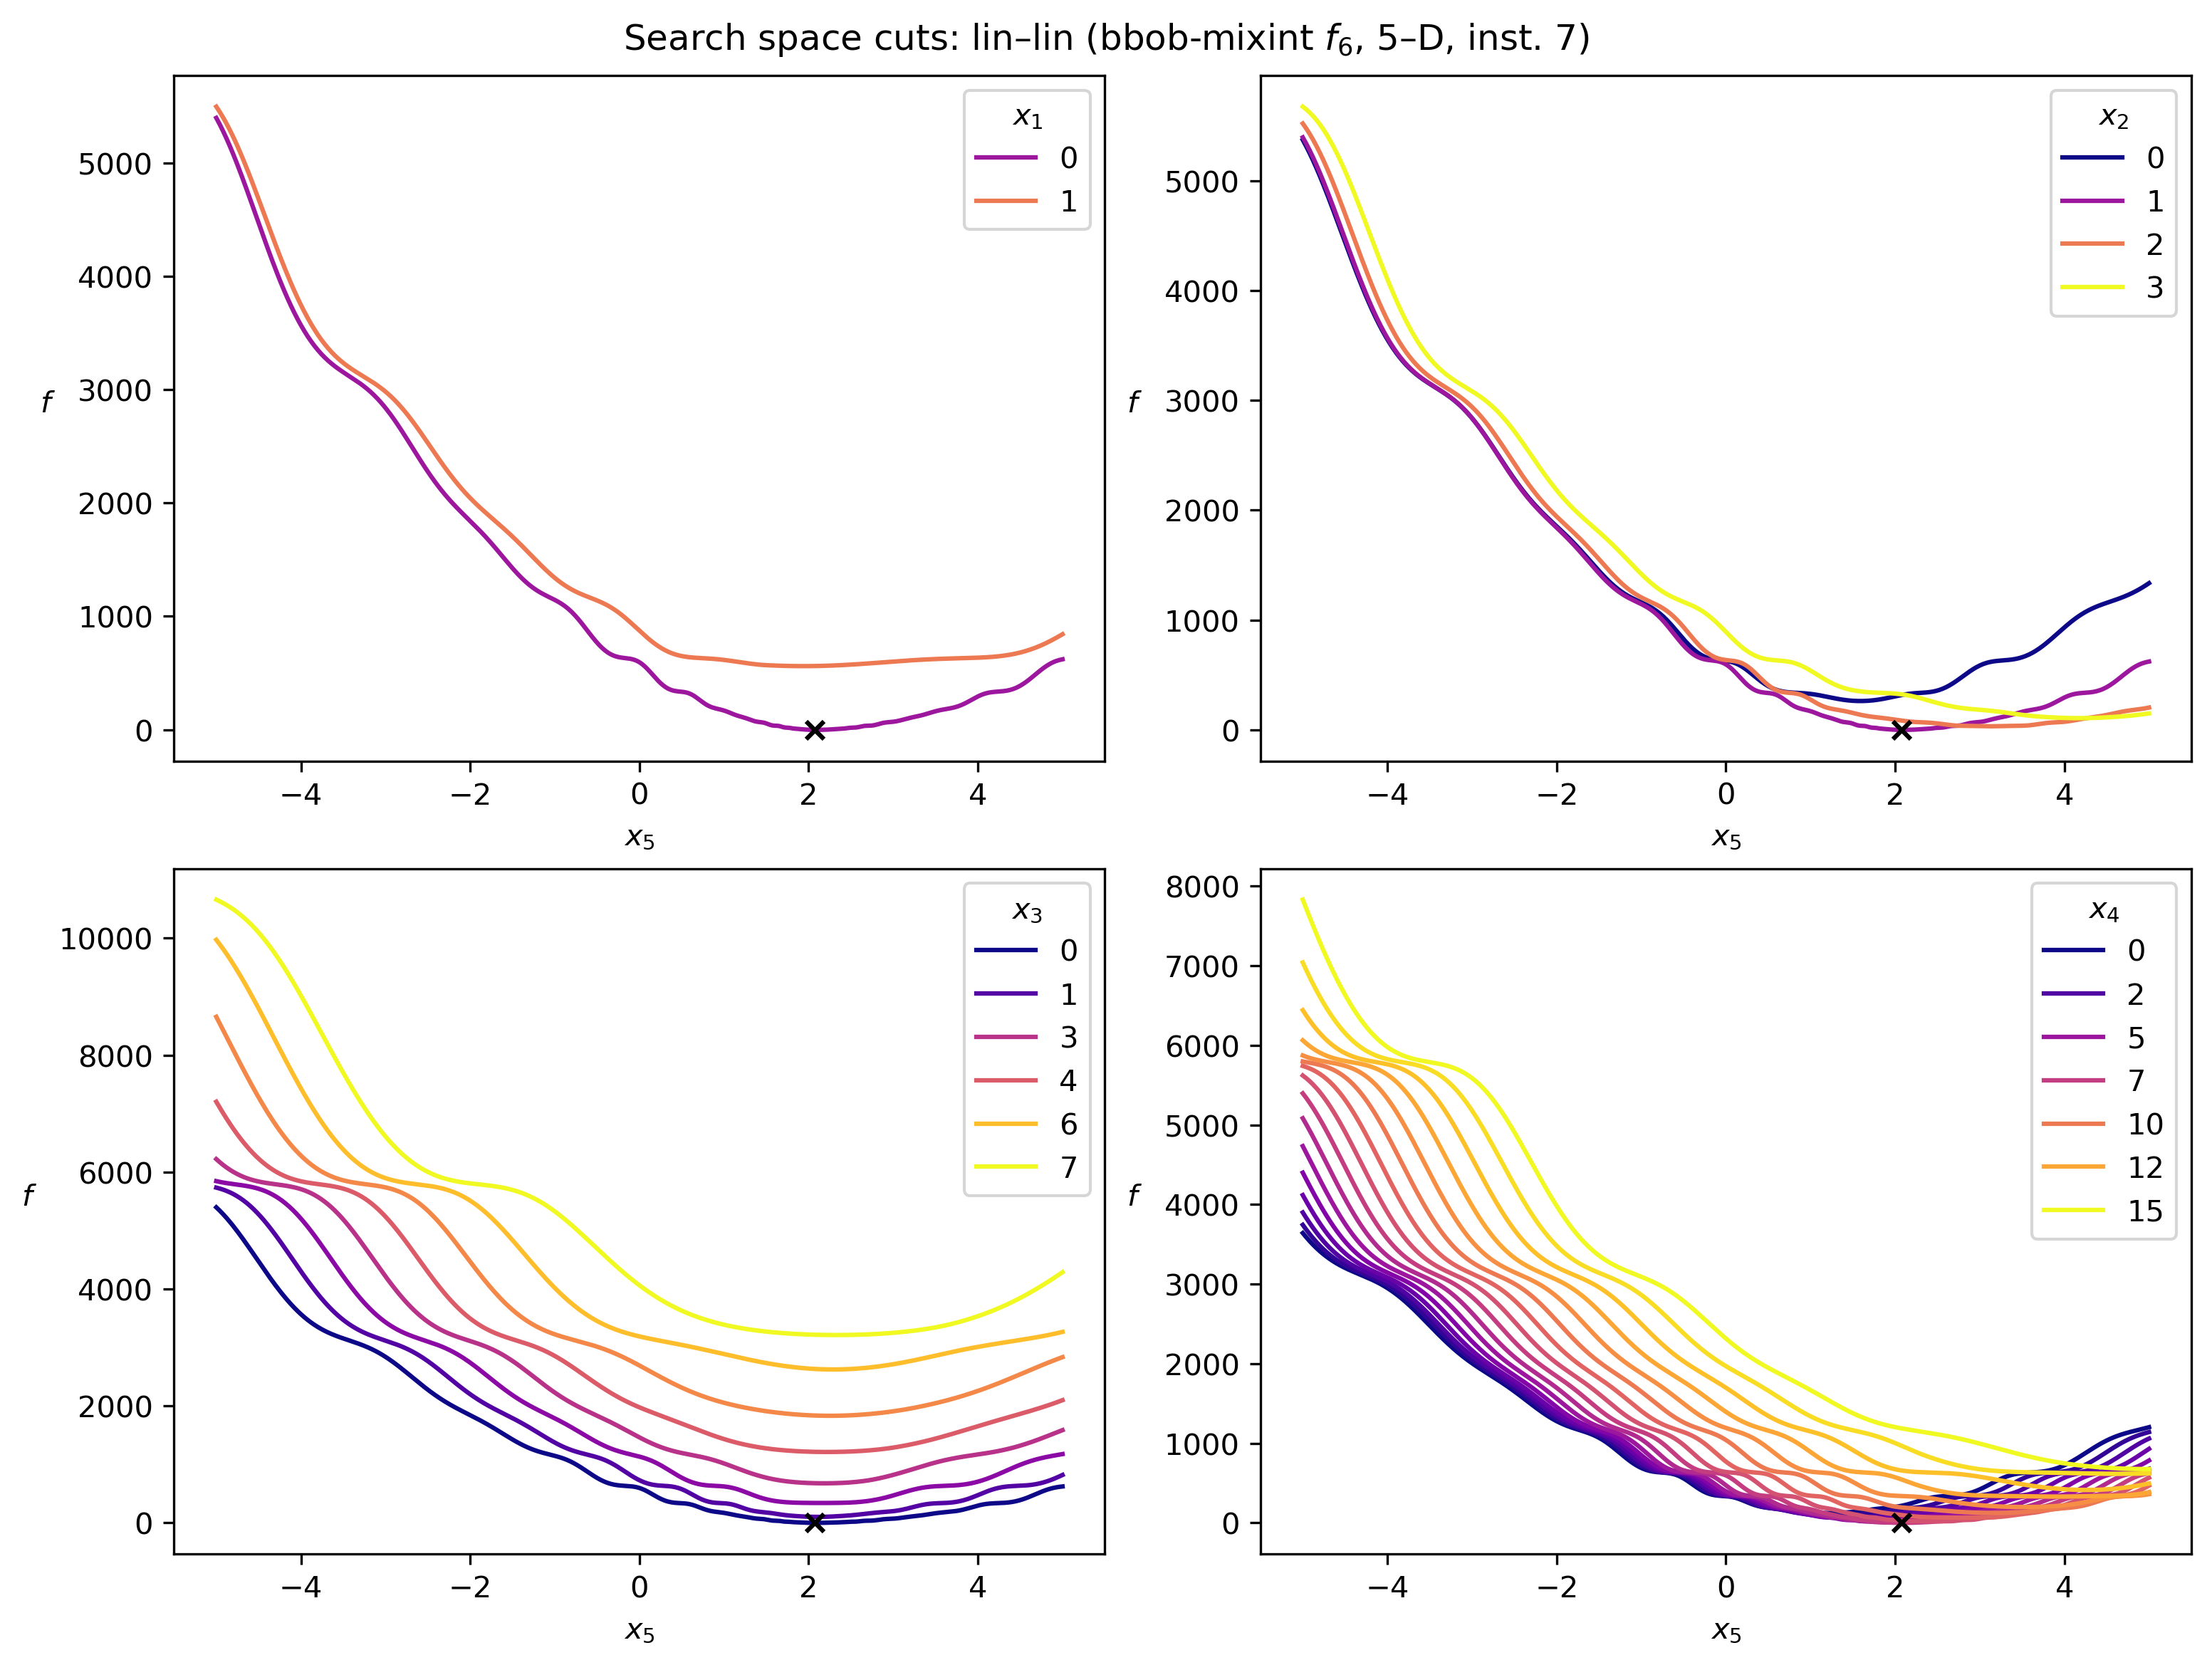 Search space cuts: lin–lin (bbob-mixint f6, 5–D, inst. 7)
x1
0
1
5000
4000
3000
2000
1000
0
f
−4 −2 0 2 4
x5
x2
0
1
2
3
5000
4000
3000
2000
1000
0
f
−4 −2 0 2 4
x5
x3
0
1
3
4
6
7
10000
8000
6000
4000
2000
0
f
−4 −2 0 2 4
x5
x4
0
2
5
7
10
12
15
8000
7000
6000
5000
4000
3000
2000
1000
0
f
−4 −2 0 2 4
x5